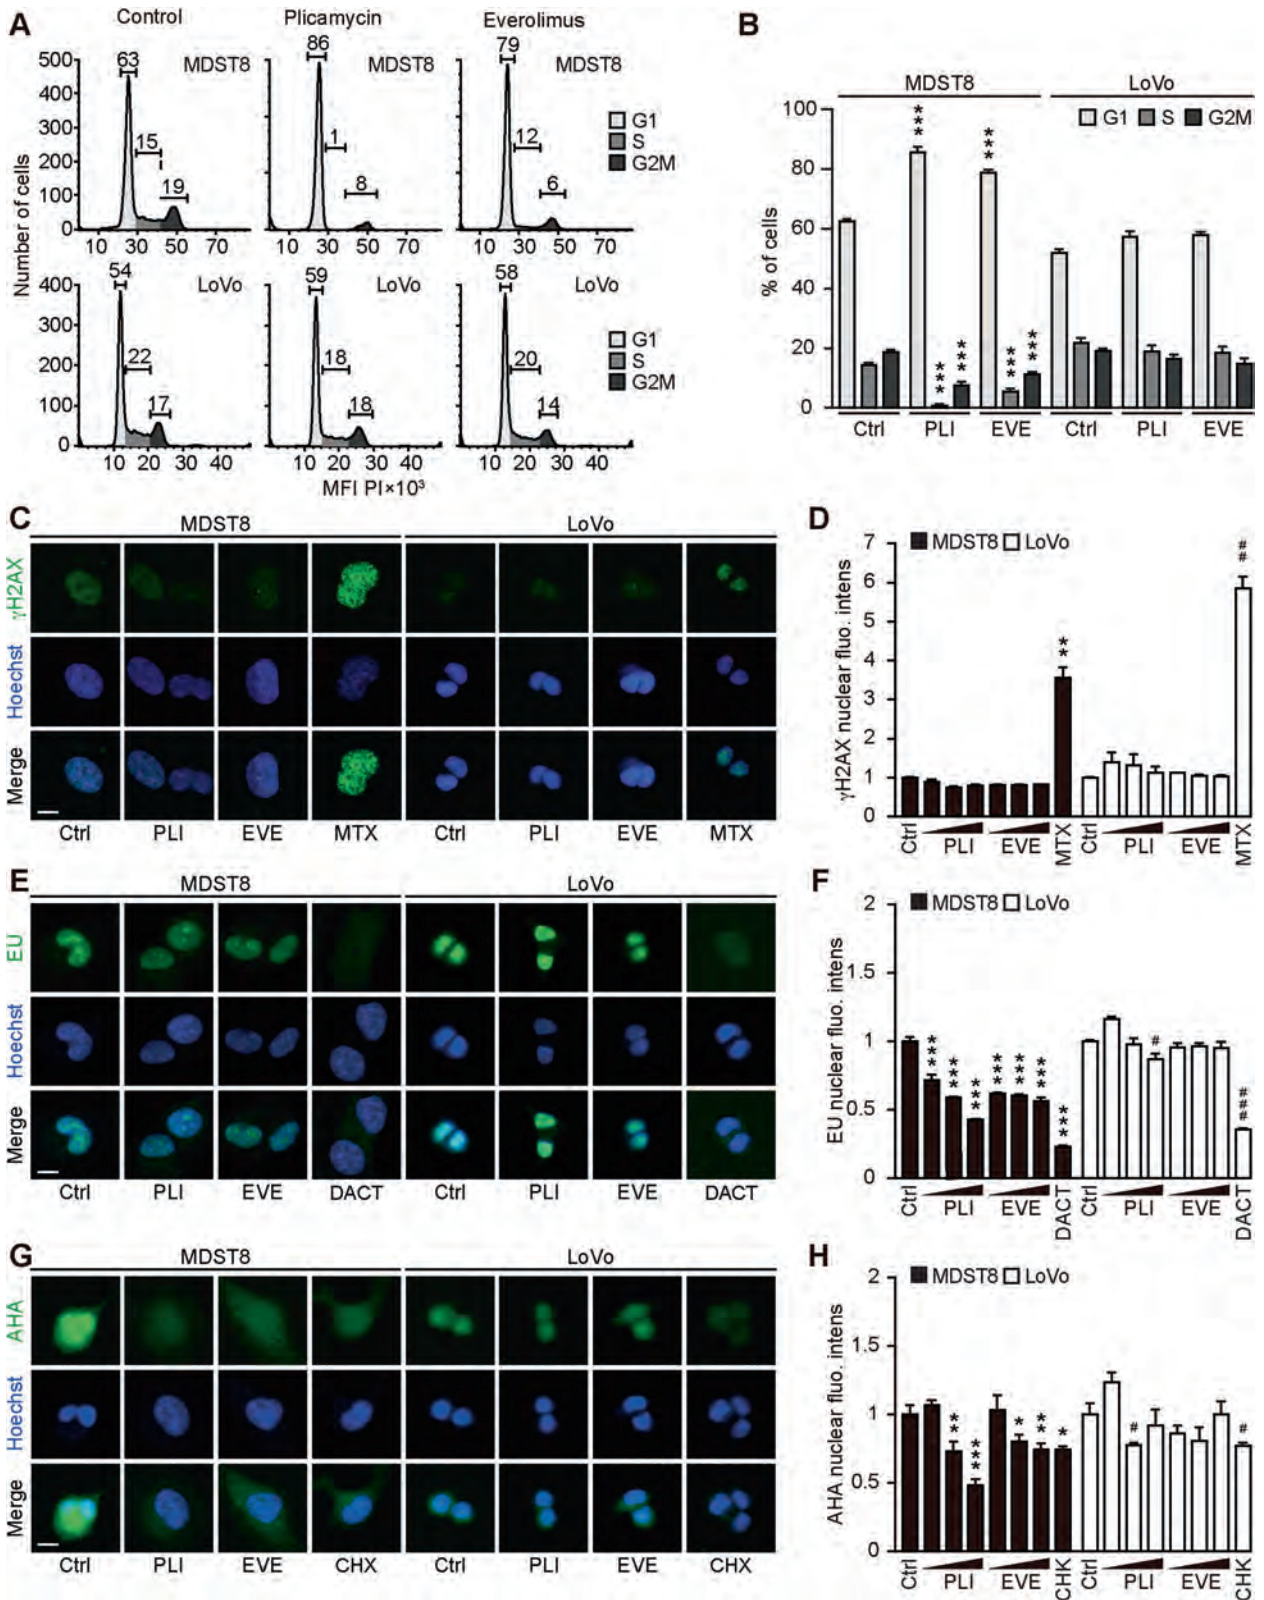 A
Control
Plicamycin
Everolimus
Number of cells
500
400
300
200
100
0
63
15
19
MDST8
10 30 50 70
86
1
8
MDST8
10 30 50 70
79
12
6
MDST8
10 30 50 70
G1
S
G2M
400
300
200
100
0
54
22
17
LoVo
10 20 30 40
59
18
18
LoVo
10 20 30 40
58
20
14
LoVo
10 20 30 40
G1
S
G2M
MFI PI×10³
B
MDST8 LoVo
G1 S G2M
% of cells
100
80
60
40
20
0
*** *** *** *** *** ***
Ctrl PLI EVE Ctrl PLI EVE
C
MDST8 LoVo
γH2AX
Hoechst
Merge
Ctrl PLI EVE MTX Ctrl PLI EVE MTX
D
MDST8 LoVo
γH2AX nuclear fluo. intens
7
6
5
4
3
2
1
0
** ##
Ctrl PLI EVE MTX Ctrl PLI EVE MTX
E
MDST8 LoVo
EU
Hoechst
Merge
Ctrl PLI EVE DACT Ctrl PLI EVE DACT
F
MDST8 LoVo
EU nuclear fluo. intens
2
1.5
1
0.5
0
*** *** *** *** *** *** *** # ###
Ctrl PLI EVE DACT Ctrl PLI EVE DACT
G
MDST8 LoVo
AHA
Hoechst
Merge
Ctrl PLI EVE CHX Ctrl PLI EVE CHX
H
MDST8 LoVo
AHA nuclear fluo. intens
2
1.5
1
0.5
0
** *** * ** * # #
Ctrl PLI EVE CHK Ctrl PLI EVE CHK